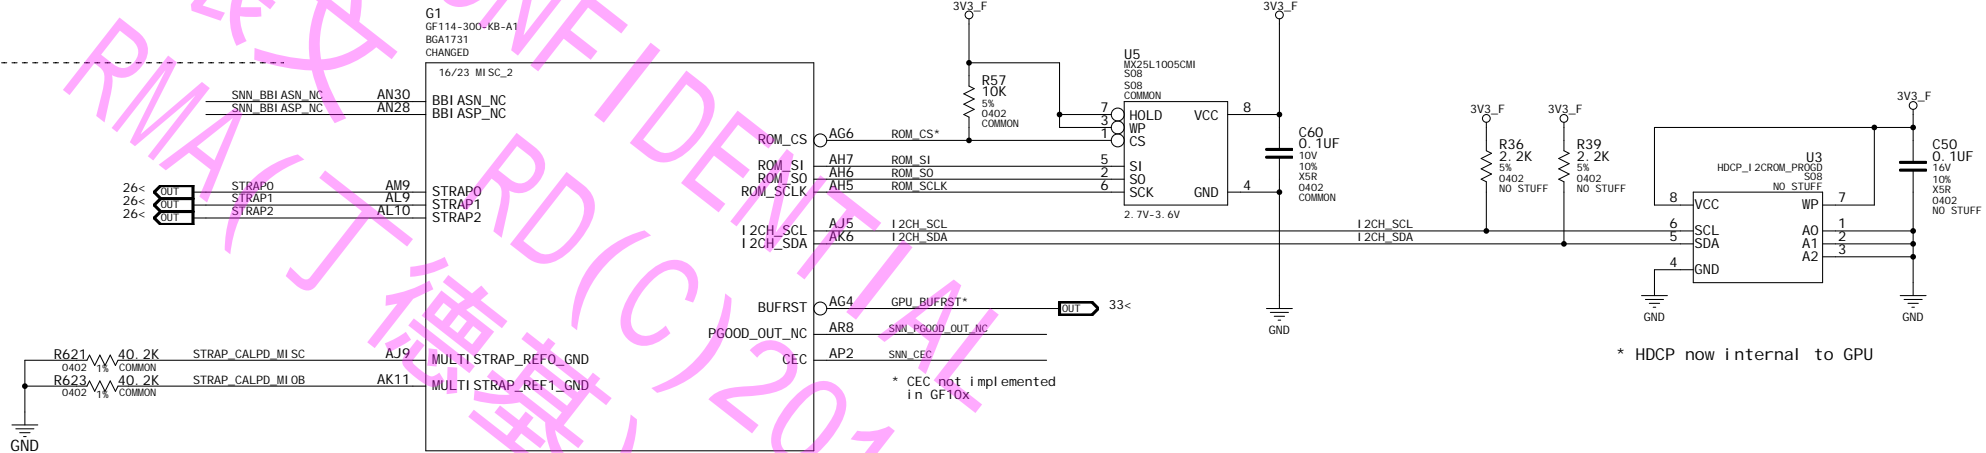 G1
GF114-300-KB-A1
BGA1731
CHANGED
16/23 MISC_2
SNN_BBIASN_NC AN30 BBIASN_NC
SNN_BBIASP_NC AN28 BBIASP_NC
26< OUT STRAP0 AM9 STRAP0
26< OUT STRAP1 AL9 STRAP1
26< OUT STRAP2 AL10 STRAP2
R621 40.2K STRAP_CALPD_MISC AJ9 MULTISTRAP_REF0_GND
0402 1% COMMON
R623 40.2K STRAP_CALPD_MIOB AK11 MULTISTRAP_REF1_GND
0402 1% COMMON
GND
ROM_CS AG6 ROM_CS*
ROM_SI AH7 ROM_SI
ROM_SO AH6 ROM_SO
ROM_SCLK AH5 ROM_SCLK
I2CH_SCL AJ5 I2CH_SCL I2CH_SCL
I2CH_SDA AK6 I2CH_SDA I2CH_SDA
BUFRST AG4 GPU_BUFRST* OUT 33<
PGOOD_OUT_NC AR8 SNN_PGOOD_OUT_NC
CEC AP2 SNN_CEC
* CEC not implemented
in GF10x
3V3_F
R57
10K
5%
0402
COMMON
U5
MX25L1005CMI
SO8
SO8
COMMON
7 HOLD VCC 8
3 WP
1 CS
5 SI
2 SO
6 SCK GND 4
2.7V-3.6V
3V3_F
C60
0.1UF
10V
10%
X5R
0402
COMMON
GND
3V3_F
R36
2.2K
5%
0402
NO STUFF
3V3_F
R39
2.2K
5%
0402
NO STUFF
U3
HDCP_I2CROM_PROGD
SO8
NO STUFF
8 VCC WP 7
6 SCL A0 1
5 SDA A1 2
A2 3
4 GND
GND
3V3_F
C50
0.1UF
16V
10%
X5R
0402
NO STUFF
GND
* HDCP now internal to GPU
CONFIDENTIAL
RMA(丁德基)
RD(C)201